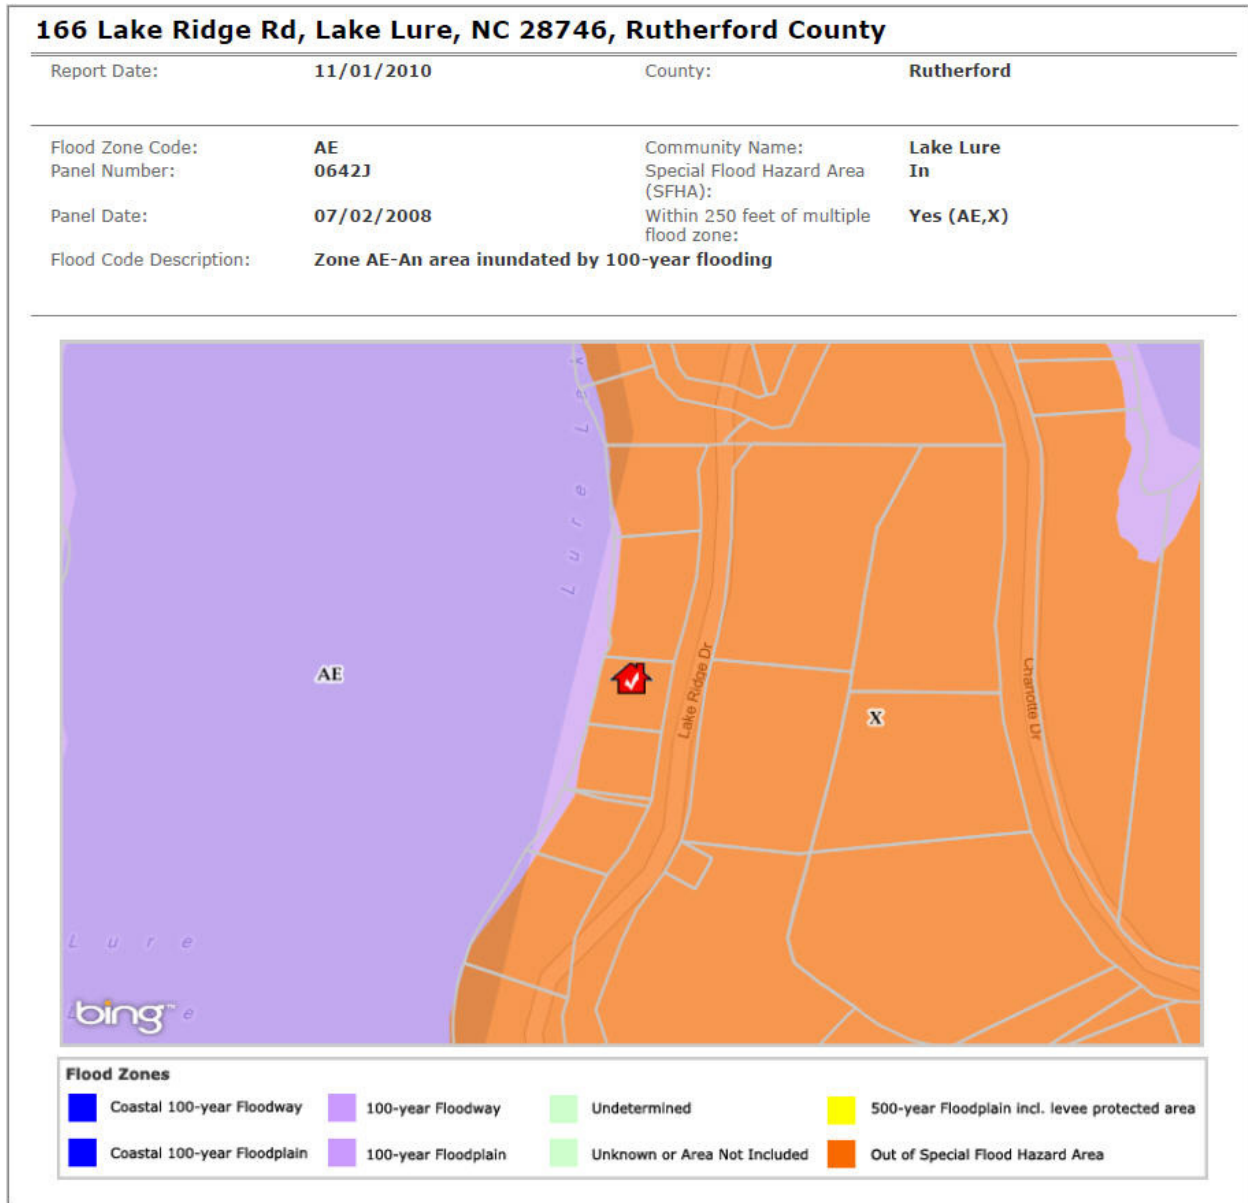 166 Lake Ridge Rd, Lake Lure, NC 28746, Rutherford County
Report Date: 11/01/2010 County: Rutherford
Flood Zone Code: AE Community Name: Lake Lure
Panel Number: 0642J Special Flood Hazard Area (SFHA): In
Panel Date: 07/02/2008 Within 250 feet of multiple flood zone: Yes (AE,X)
Flood Code Description: Zone AE-An area inundated by 100-year flooding
Lure Lake
AE
Lake Ridge Dr
X
Charlotte Dr
Lure
bing™
Flood Zones
Coastal 100-year Floodway 100-year Floodway Undetermined 500-year Floodplain incl. levee protected area
Coastal 100-year Floodplain 100-year Floodplain Unknown or Area Not Included Out of Special Flood Hazard Area